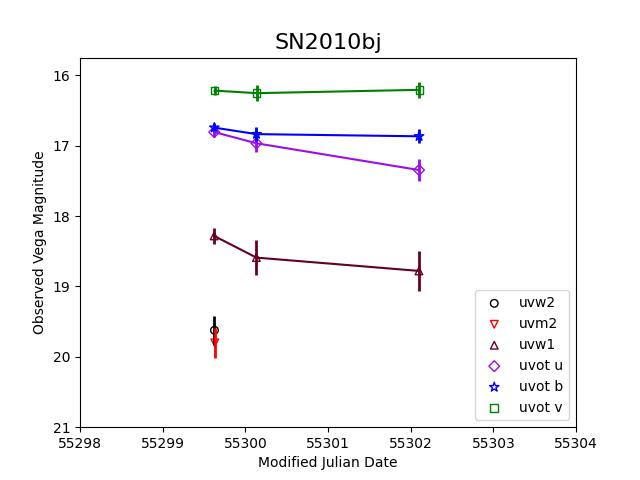 SN2010bj
Observed Vega Magnitude
16
17
18
19
20
21
uvw2
uvm2
uvw1
uvot u
uvot b
uvot v
55298 55299 55300 55301 55302 55303 55304
Modified Julian Date